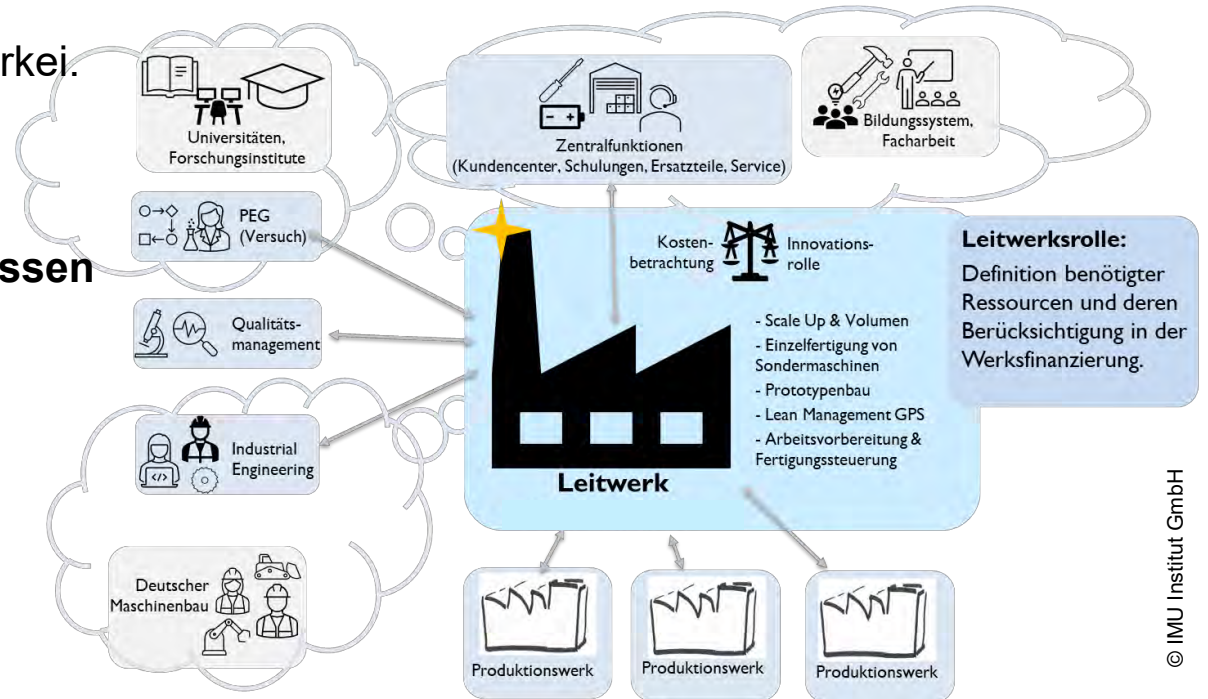 rkei.
ssen
Universitäten,
Forschungsinstitute
Zentralfunktionen
(Kundencenter, Schulungen, Ersatzteile, Service)
Bildungssystem,
Facharbeit
PEG
(Versuch)
Qualitäts-
management
Industrial
Engineering
Deutscher
Maschinenbau
Kosten-
betrachtung
Innovations-
rolle
- Scale Up & Volumen
- Einzelfertigung von
Sondermaschinen
- Prototypenbau
- Lean Management GPS
- Arbeitsvorbereitung &
Fertigungssteuerung
Leitwerk
Leitwerksrolle:
Definition benötigter
Ressourcen und deren
Berücksichtigung in der
Werksfinanzierung.
Produktionswerk
Produktionswerk
Produktionswerk
© IMU Institut GmbH